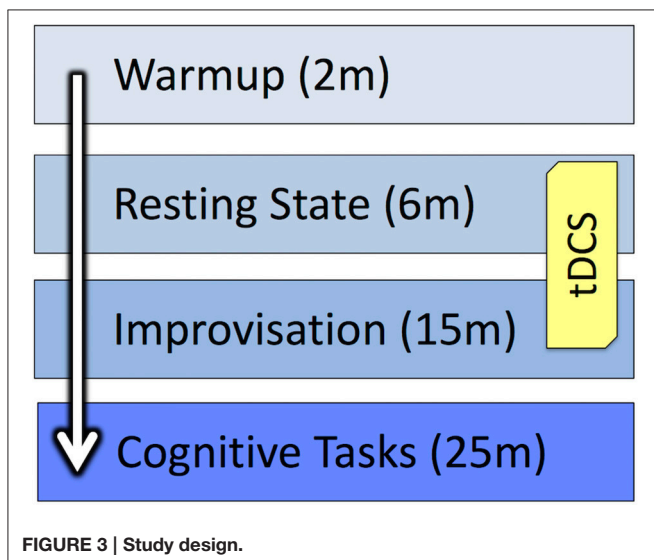 Warmup (2m)
Resting State (6m)
tDCS
Improvisation (15m)
Cognitive Tasks (25m)
FIGURE 3 | Study design.